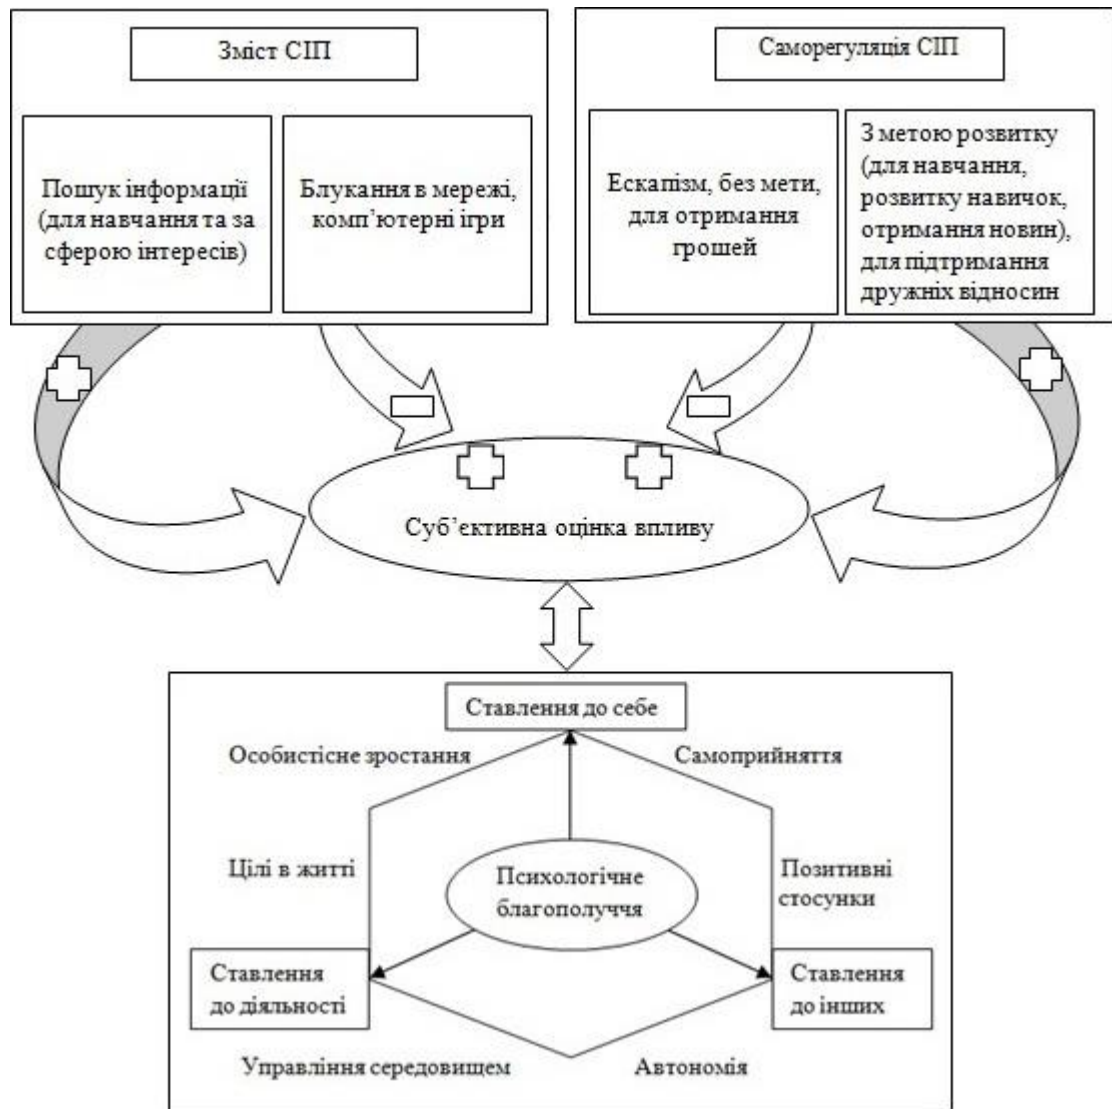 Зміст СІП
Саморегуляція СІП
Пошук інформації
(для навчання та за
сферою інтересів)
Блукання в мережі,
комп’ютерні ігри
Ескапізм, без мети,
для отримання
грошей
З метою розвитку
(для навчання,
розвитку навичок,
отримання новин),
для підтримання
дружніх відносин
Суб’єктивна оцінка впливу
Ставлення до себе
Особистісне зростання
Самоприйняття
Цілі в житті
Психологічне
благополуччя
Позитивні
стосунки
Ставлення
до діяльності
Ставлення
до інших
Управління середовищем
Автономія